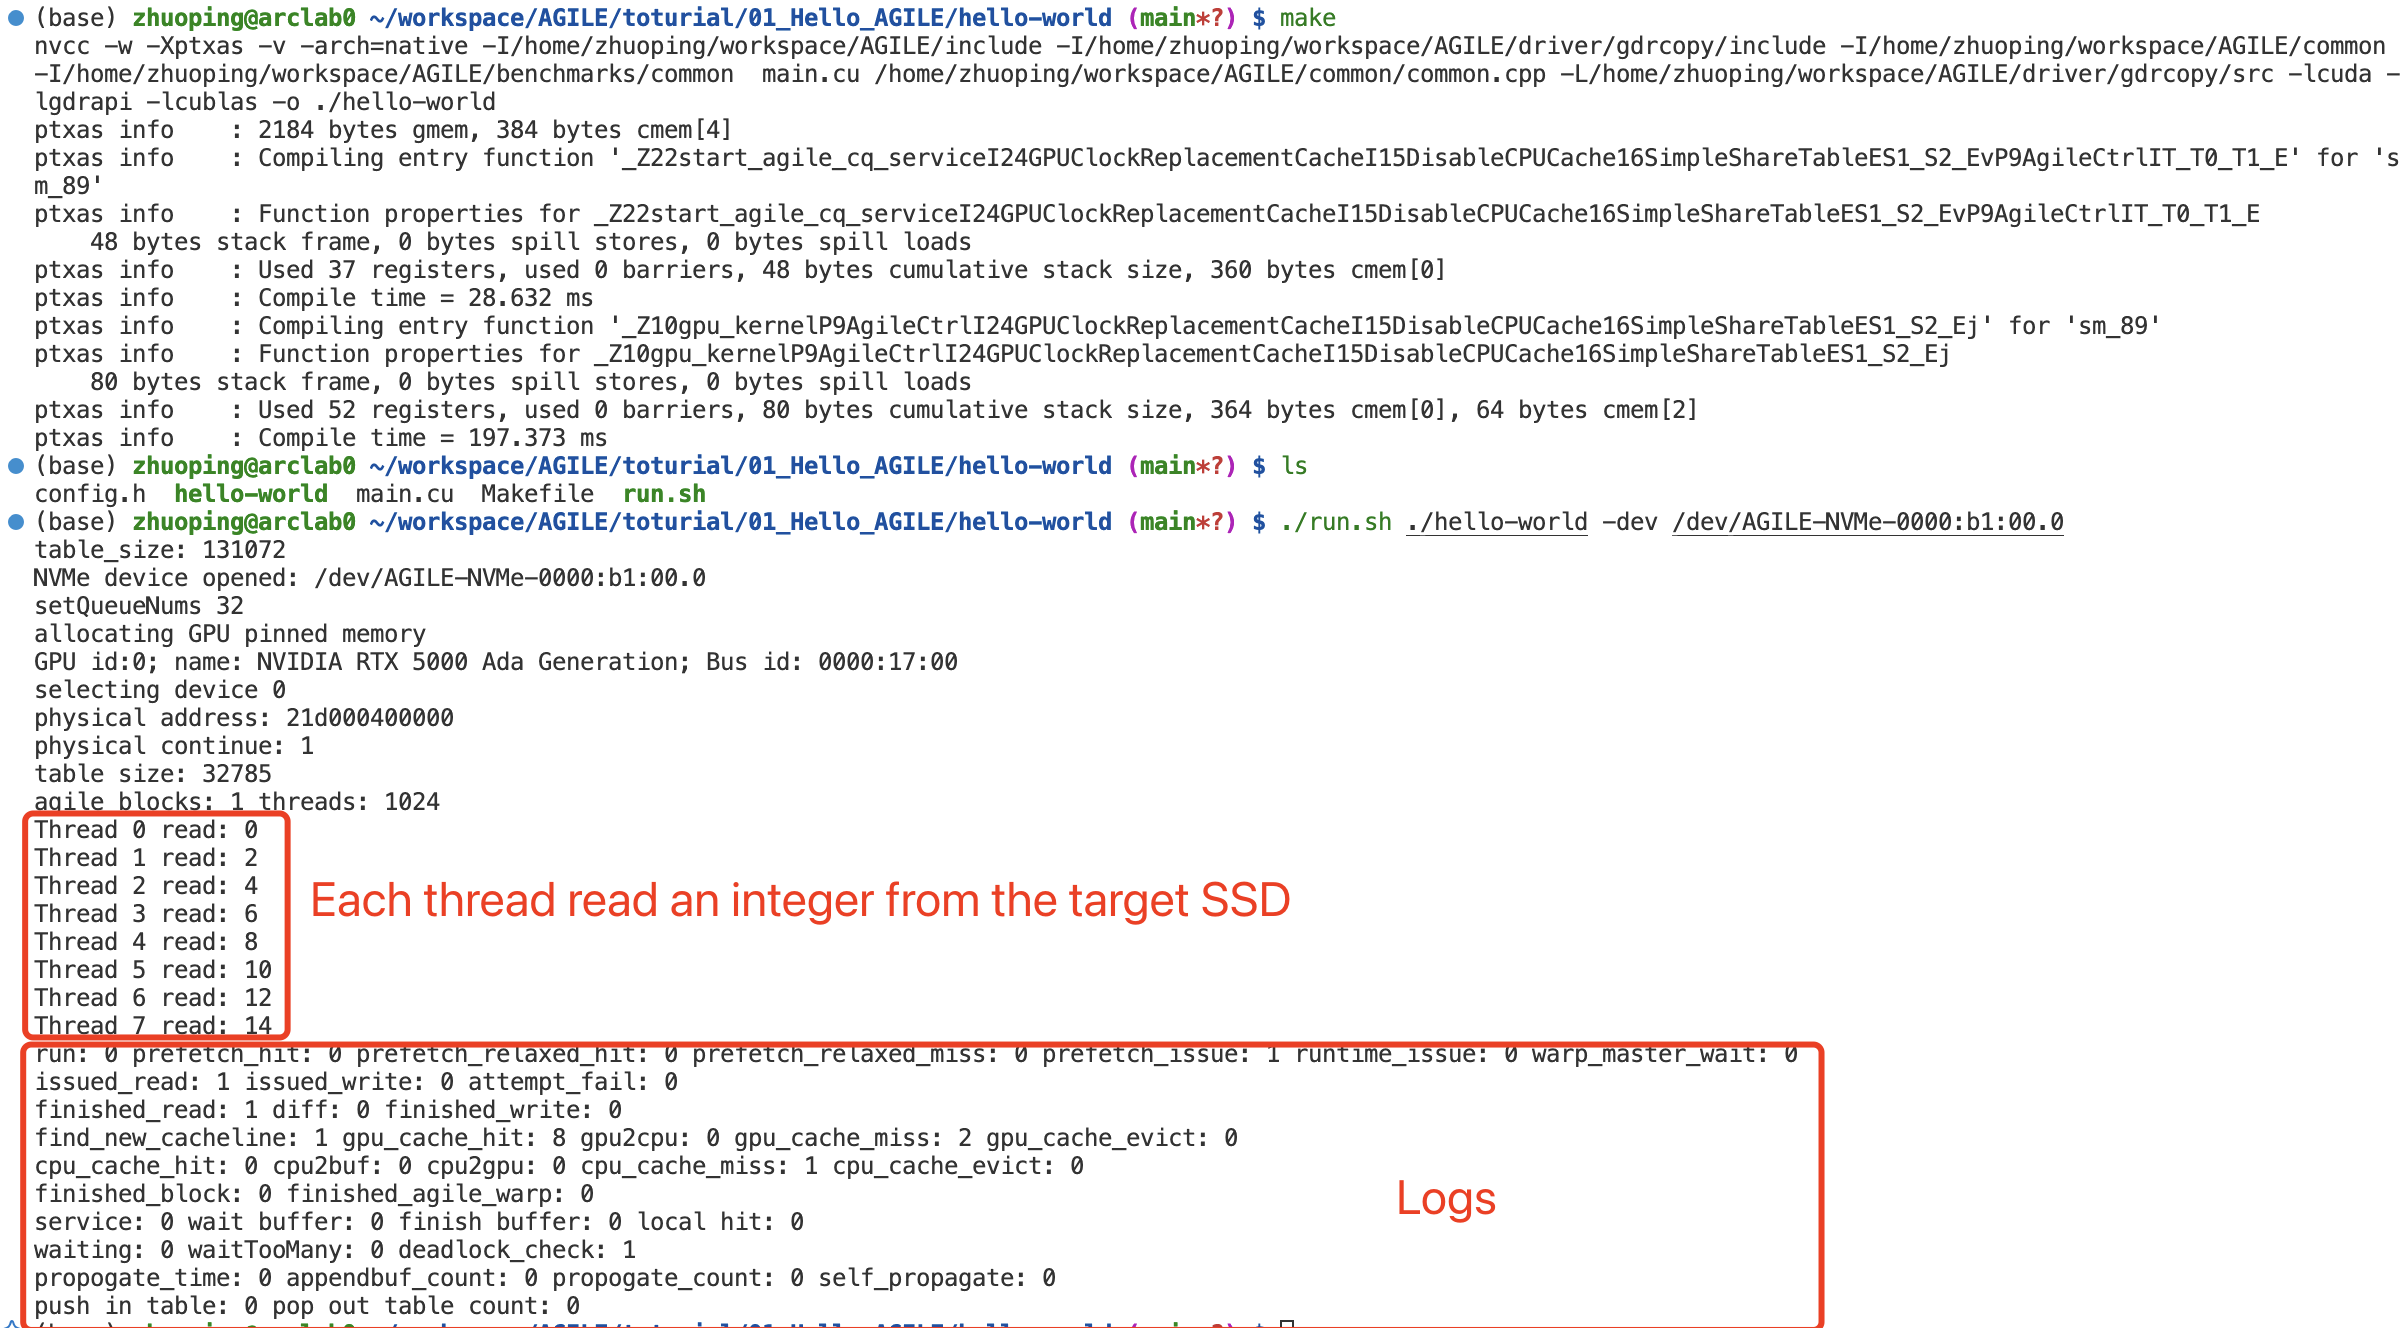 (base) zhuoping@arclab0 ~/workspace/AGILE/toturial/01_Hello_AGILE/hello-world (main*?) $ make
nvcc -w -Xptxas -v -arch=native -I/home/zhuoping/workspace/AGILE/include -I/home/zhuoping/workspace/AGILE/driver/gdrcopy/include -I/home/zhuoping/workspace/AGILE/common
-I/home/zhuoping/workspace/AGILE/benchmarks/common  main.cu /home/zhuoping/workspace/AGILE/common/common.cpp -L/home/zhuoping/workspace/AGILE/driver/gdrcopy/src -lcuda -
lgdrapi -lcublas -o ./hello-world
ptxas info    : 2184 bytes gmem, 384 bytes cmem[4]
ptxas info    : Compiling entry function '_Z22start_agile_cq_serviceI24GPUClockReplacementCacheI15DisableCPUCache16SimpleShareTableES1_S2_EvP9AgileCtrlIT_T0_T1_E' for 's
m_89'
ptxas info    : Function properties for _Z22start_agile_cq_serviceI24GPUClockReplacementCacheI15DisableCPUCache16SimpleShareTableES1_S2_EvP9AgileCtrlIT_T0_T1_E
    48 bytes stack frame, 0 bytes spill stores, 0 bytes spill loads
ptxas info    : Used 37 registers, used 0 barriers, 48 bytes cumulative stack size, 360 bytes cmem[0]
ptxas info    : Compile time = 28.632 ms
ptxas info    : Compiling entry function '_Z10gpu_kernelP9AgileCtrlI24GPUClockReplacementCacheI15DisableCPUCache16SimpleShareTableES1_S2_Ej' for 'sm_89'
ptxas info    : Function properties for _Z10gpu_kernelP9AgileCtrlI24GPUClockReplacementCacheI15DisableCPUCache16SimpleShareTableES1_S2_Ej
    80 bytes stack frame, 0 bytes spill stores, 0 bytes spill loads
ptxas info    : Used 52 registers, used 0 barriers, 80 bytes cumulative stack size, 364 bytes cmem[0], 64 bytes cmem[2]
ptxas info    : Compile time = 197.373 ms
(base) zhuoping@arclab0 ~/workspace/AGILE/toturial/01_Hello_AGILE/hello-world (main*?) $ ls
config.h  hello-world  main.cu  Makefile  run.sh
(base) zhuoping@arclab0 ~/workspace/AGILE/toturial/01_Hello_AGILE/hello-world (main*?) $ ./run.sh ./hello-world -dev /dev/AGILE-NVMe-0000:b1:00.0
table_size: 131072
NVMe device opened: /dev/AGILE-NVMe-0000:b1:00.0
setQueueNums 32
allocating GPU pinned memory
GPU id:0; name: NVIDIA RTX 5000 Ada Generation; Bus id: 0000:17:00
selecting device 0
physical address: 21d000400000
physical continue: 1
table size: 32785
agile blocks: 1 threads: 1024
Thread 0 read: 0
Thread 1 read: 2
Thread 2 read: 4
Thread 3 read: 6
Thread 4 read: 8
Thread 5 read: 10
Thread 6 read: 12
Thread 7 read: 14
Each thread read an integer from the target SSD
run: 0 prefetch_hit: 0 prefetch_relaxed_hit: 0 prefetch_relaxed_miss: 0 prefetch_issue: 1 runtime_issue: 0 warp_master_wait: 0
issued_read: 1 issued_write: 0 attempt_fail: 0
finished_read: 1 diff: 0 finished_write: 0
find_new_cacheline: 1 gpu_cache_hit: 8 gpu2cpu: 0 gpu_cache_miss: 2 gpu_cache_evict: 0
cpu_cache_hit: 0 cpu2buf: 0 cpu2gpu: 0 cpu_cache_miss: 1 cpu_cache_evict: 0
finished_block: 0 finished_agile_warp: 0
service: 0 wait buffer: 0 finish buffer: 0 local hit: 0
waiting: 0 waitTooMany: 0 deadlock_check: 1
propogate_time: 0 appendbuf_count: 0 propogate_count: 0 self_propagate: 0
push in table: 0 pop out table count: 0
Logs